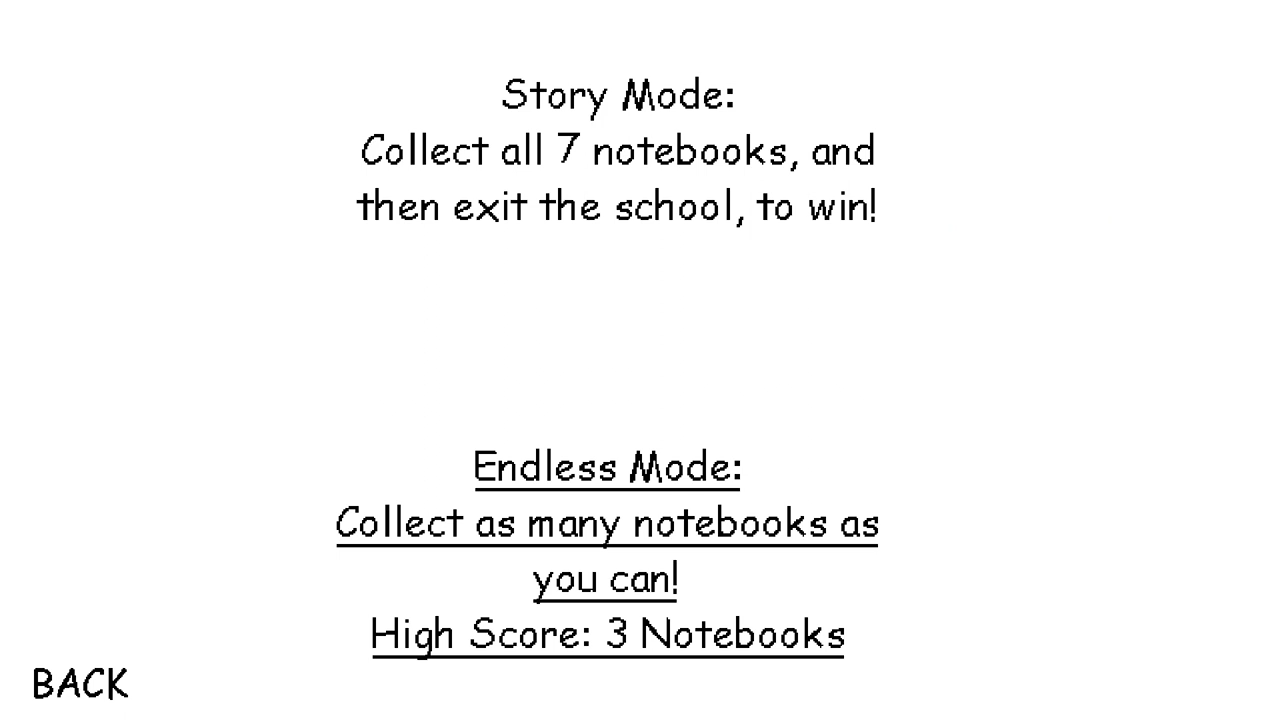 Story Mode:
Collect all 7 notebooks, and
then exit the school, to win!
Endless Mode:
Collect as many notebooks as
you can!
High Score: 3 Notebooks
BACK